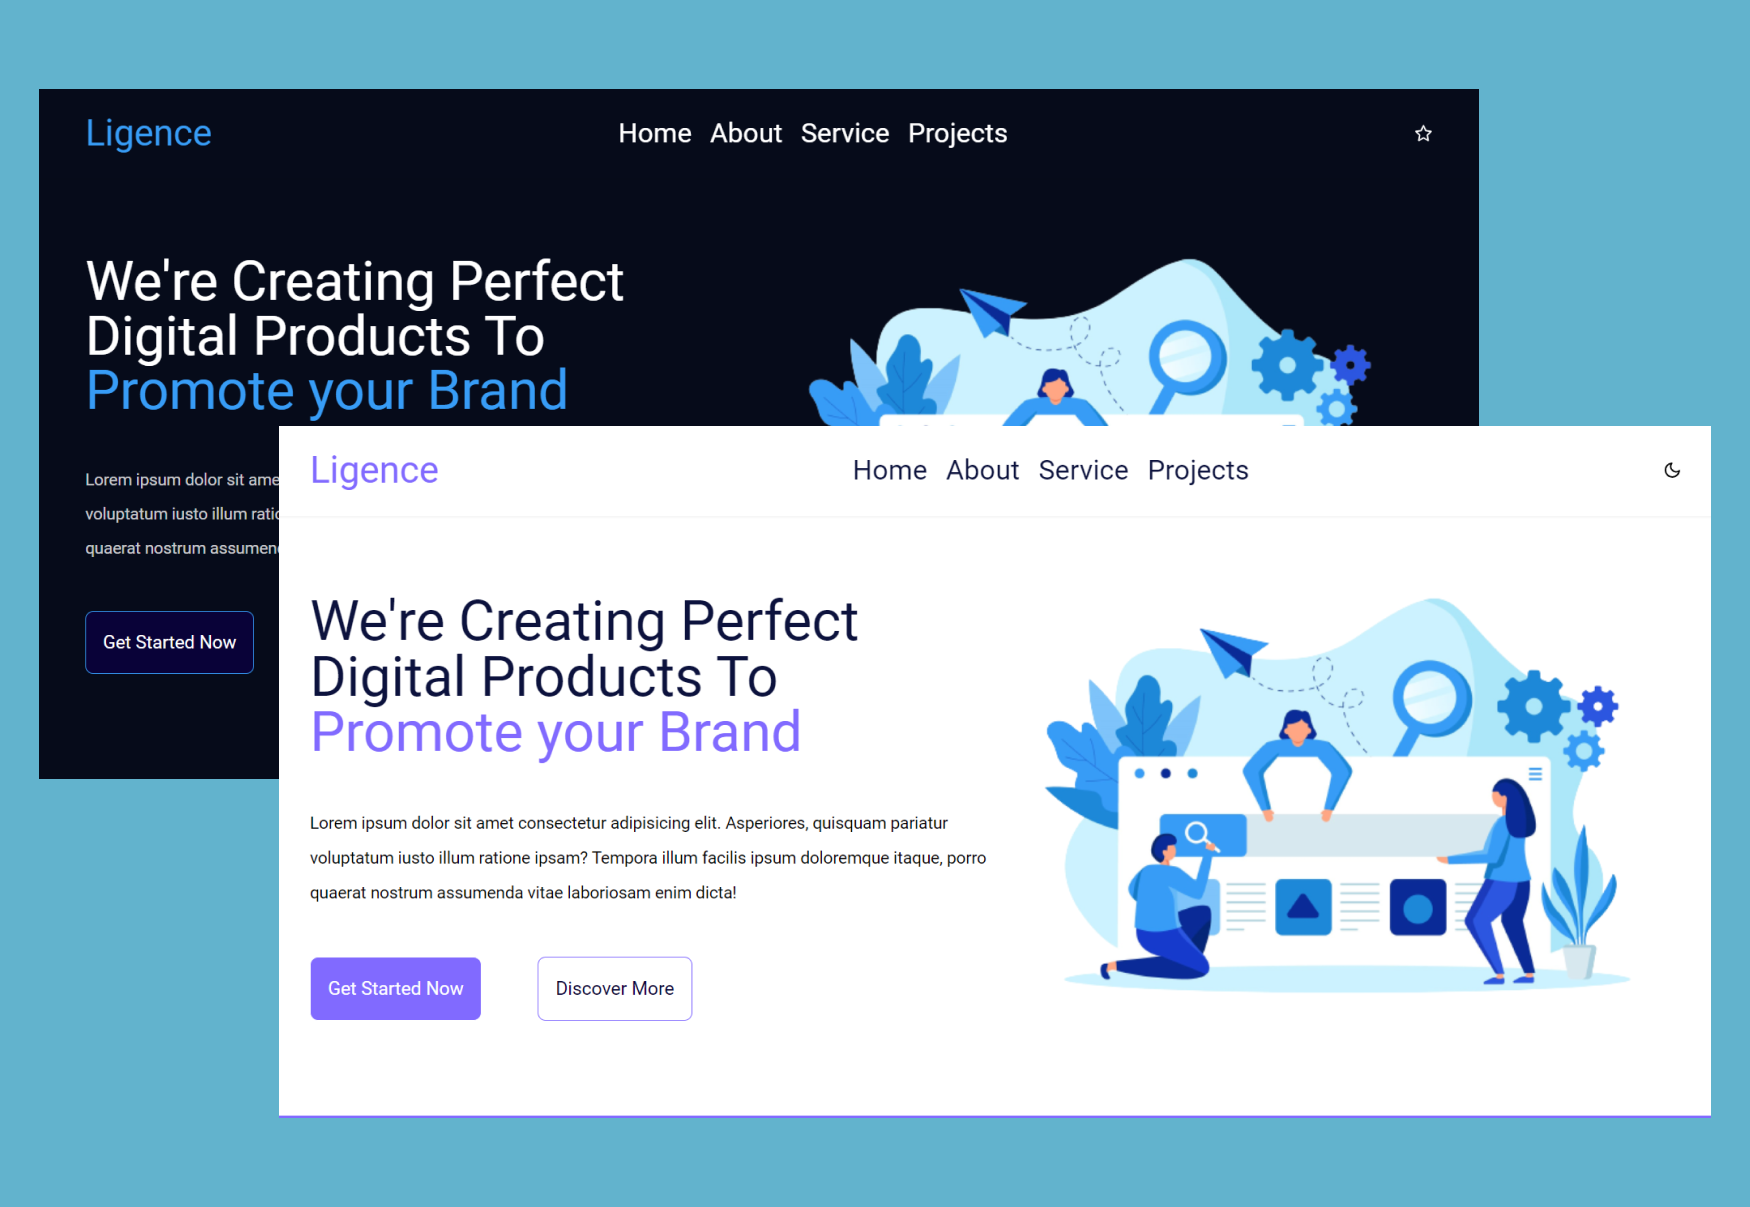 Ligence
Home About Service Projects
We're Creating Perfect
Digital Products To
Promote your Brand
Lorem ipsum dolor sit ame
voluptatum iusto illum ratio
quaerat nostrum assumen
Get Started Now
Ligence
Home About Service Projects
We're Creating Perfect
Digital Products To
Promote your Brand
Lorem ipsum dolor sit amet consectetur adipisicing elit. Asperiores, quisquam pariatur
voluptatum iusto illum ratione ipsam? Tempora illum facilis ipsum doloremque itaque, porro
quaerat nostrum assumenda vitae laboriosam enim dicta!
Get Started Now
Discover More